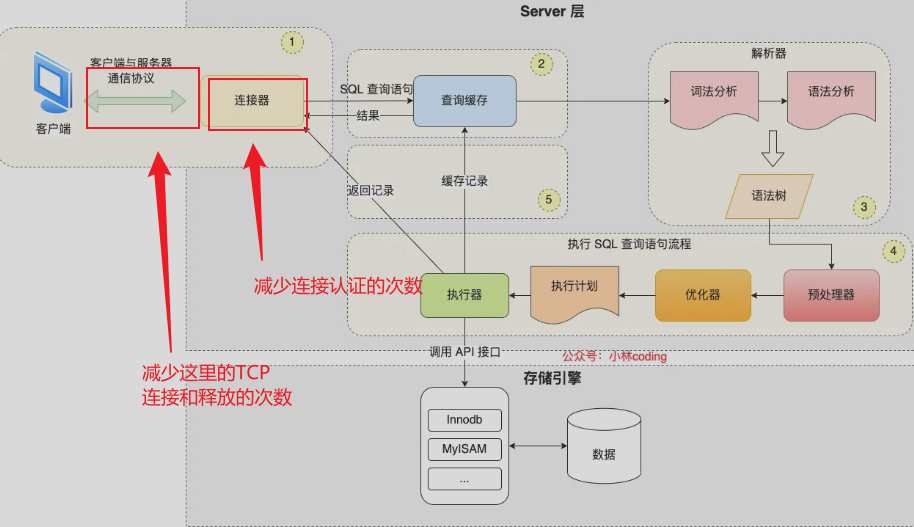 Server 层
1
客户端与服务器
通信协议
客户端
连接器
SQL 查询语句
结果
查询缓存
2
解析器
词法分析
语法分析
语法树
3
返回记录
缓存记录
5
执行 SQL 查询语句流程
4
执行器
执行计划
优化器
预处理器
减少连接认证的次数
减少这里的TCP
连接和释放的次数
调用 API 接口
公众号：小林coding
存储引擎
Innodb
MyISAM
...
数据